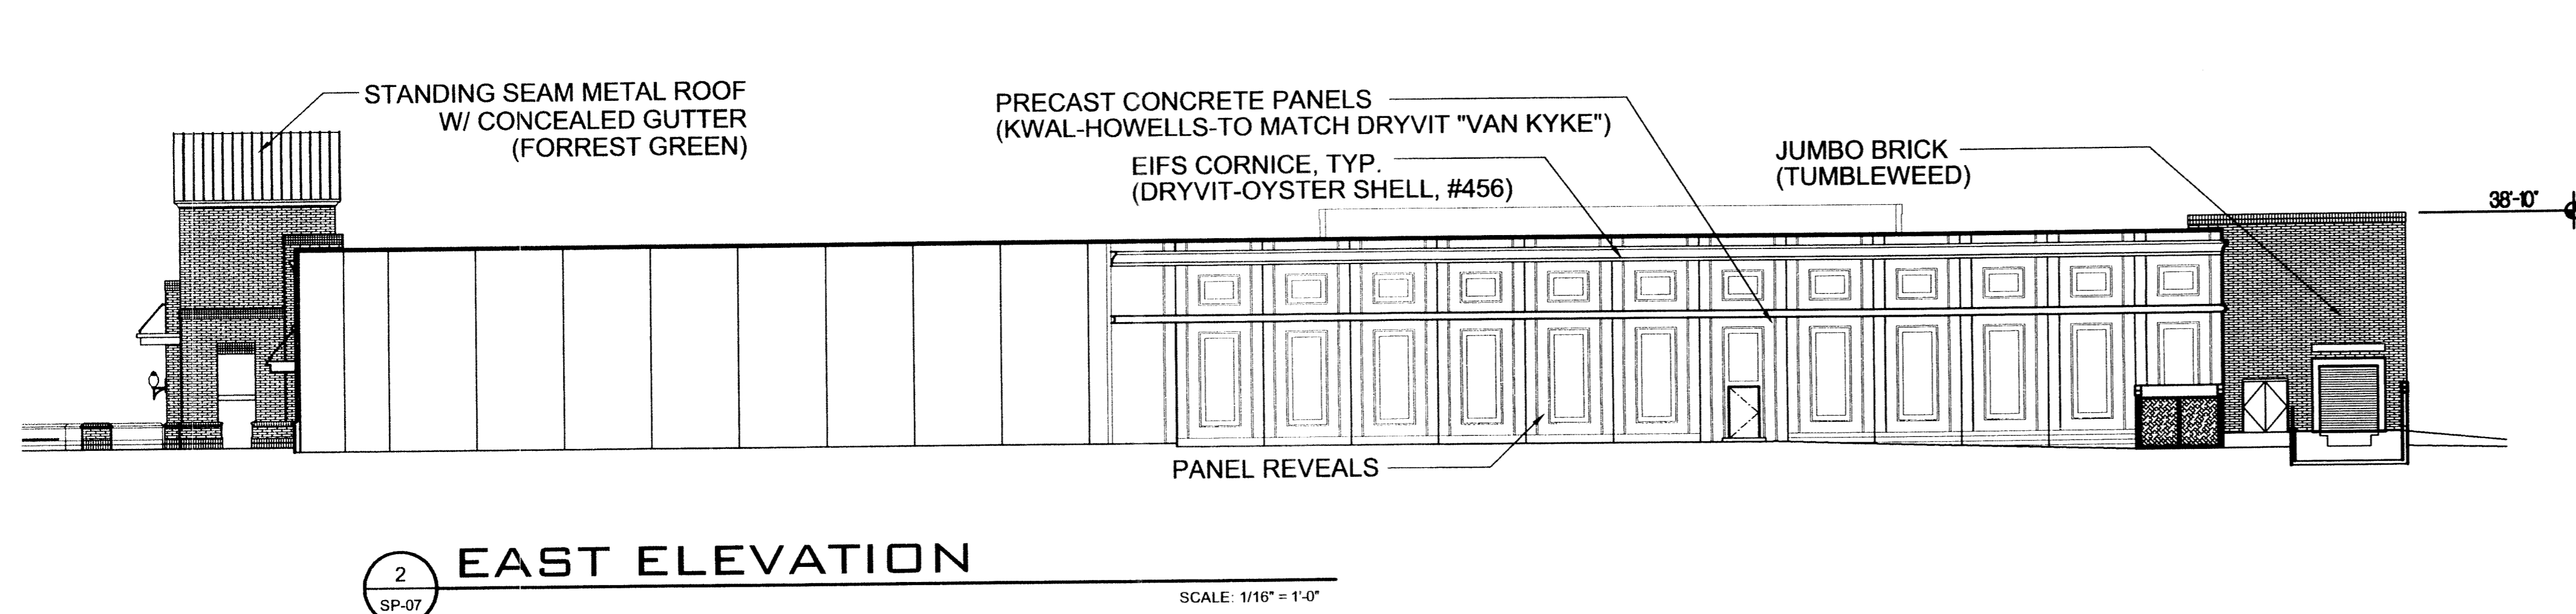 STANDING SEAM METAL ROOF
W/ CONCEALED GUTTER
(FORREST GREEN)
PRECAST CONCRETE PANELS
(KWAL-HOWELLS-TO MATCH DRYVIT "VAN KYKE")
EIFS CORNICE, TYP.
(DRYVIT-OYSTER SHELL, #456)
JUMBO BRICK
(TUMBLEWEED)
38'-10"
PANEL REVEALS
2
SP-07
EAST ELEVATION
SCALE: 1/16" = 1'-0"